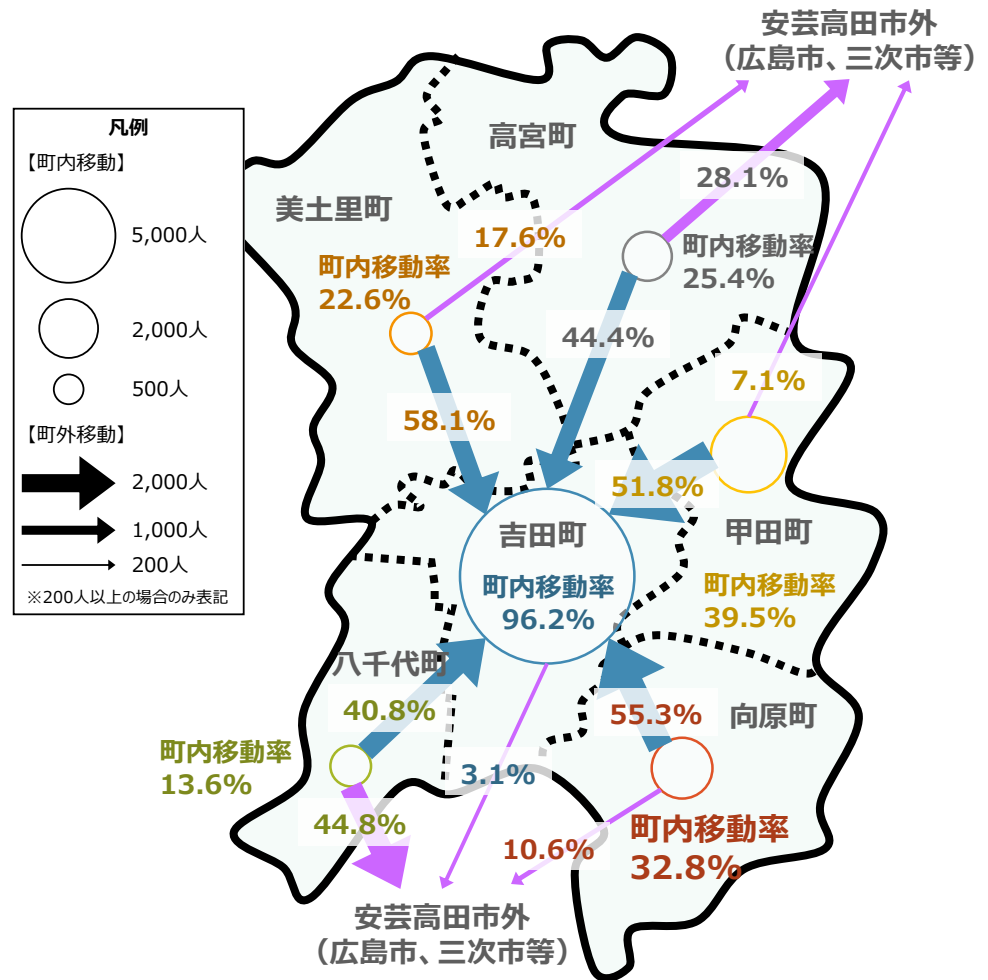 安芸高田市外
（広島市、三次市等）
凡例
【町内移動】
5,000人
2,000人
500人
【町外移動】
2,000人
1,000人
200人
※200人以上の場合のみ表記
高宮町
28.1%
美土里町
17.6%
町内移動率
25.4%
町内移動率
22.6%
44.4%
7.1%
58.1%
51.8%
吉田町
甲田町
町内移動率
96.2%
町内移動率
39.5%
八千代町
40.8%
55.3%
向原町
町内移動率
13.6%
3.1%
44.8%
10.6%
町内移動率
32.8%
安芸高田市外
（広島市、三次市等）